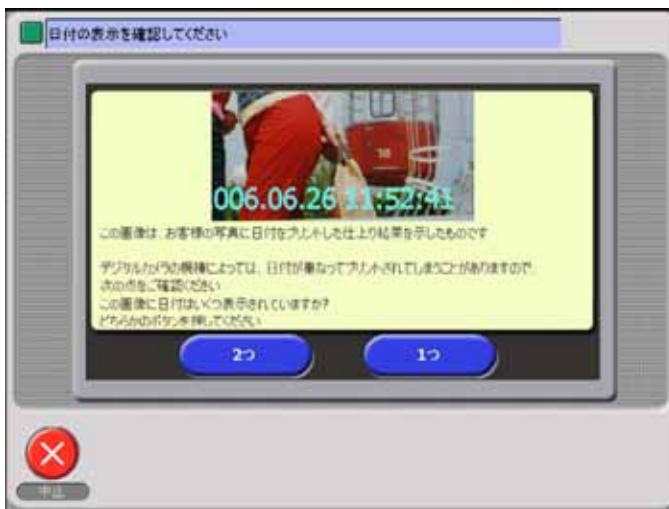 日付の表示を確認してください
006.06.26 11:52:41
この画像は、お客様の写真に日付をプリントした仕上り結果を示したものです
デジタルカメラの機種によっては、日付が重なってプリントされてしまうことがありますので、
次の点をご確認ください
この画像に日付はいくつ表示されていますか?
どちらかのボタンを押してください
2つ
1つ
中止